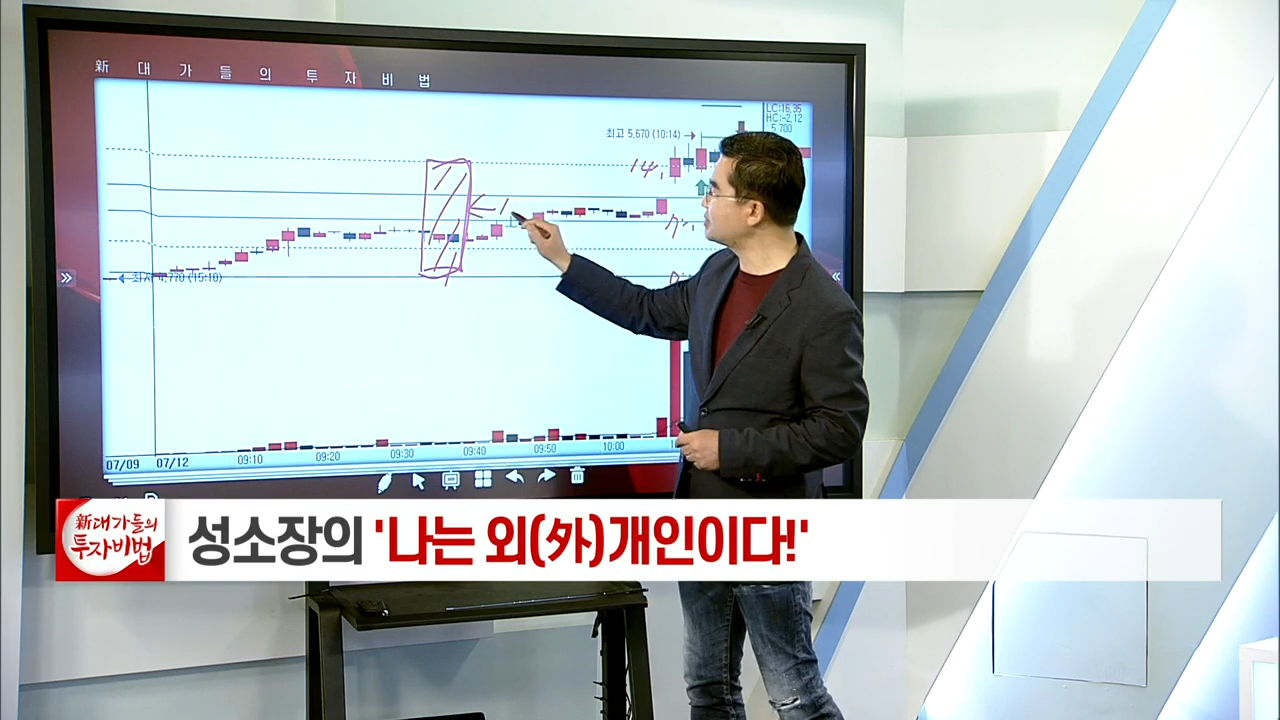 新 대 가 들 의 투 자 비 법
LC:16.35
HC:-2.12
5,700
최고 5,670 (10:14) →
14.
» 
← 최저 4,770 (15:10)
«
07/09 07/12 09:10 09:20 09:30 09:40 09:50 10:00
新대가들의
투자비법
성소장의 '나는 외(外)개인이다!'